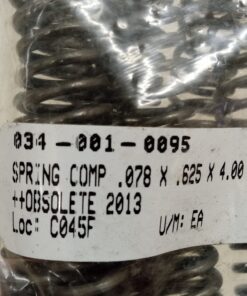 034-001-0095
SPRING COMP .078 X .625 X 4.00
++OBSOLETE 2013
Loc: C045F U/M: EA